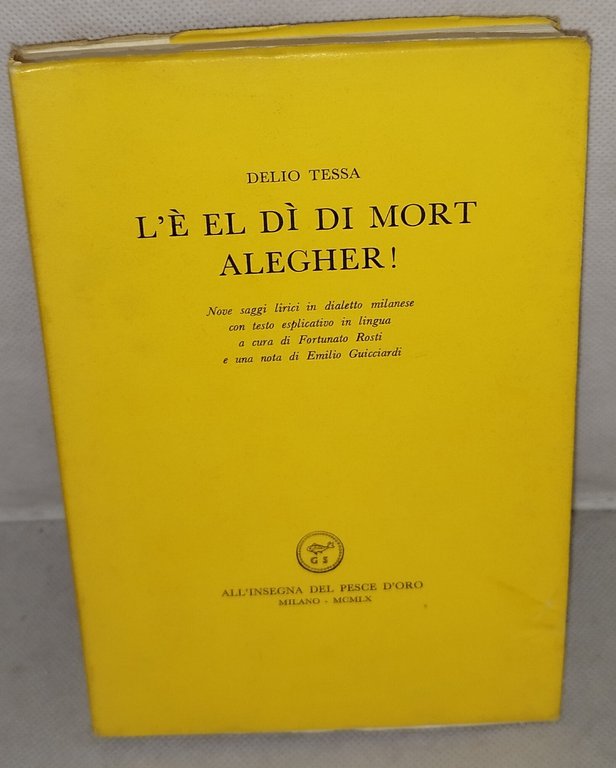 DELIO TESSA
L'È EL DÌ DI MORT
ALEGHER!
Nove saggi lirici in dialetto milanese
con testo esplicativo in lingua
a cura di Fortunato Rosti
e una nota di Emilio Guicciardi
G S
ALL'INSEGNA DEL PESCE D'ORO
MILANO - MCMLX